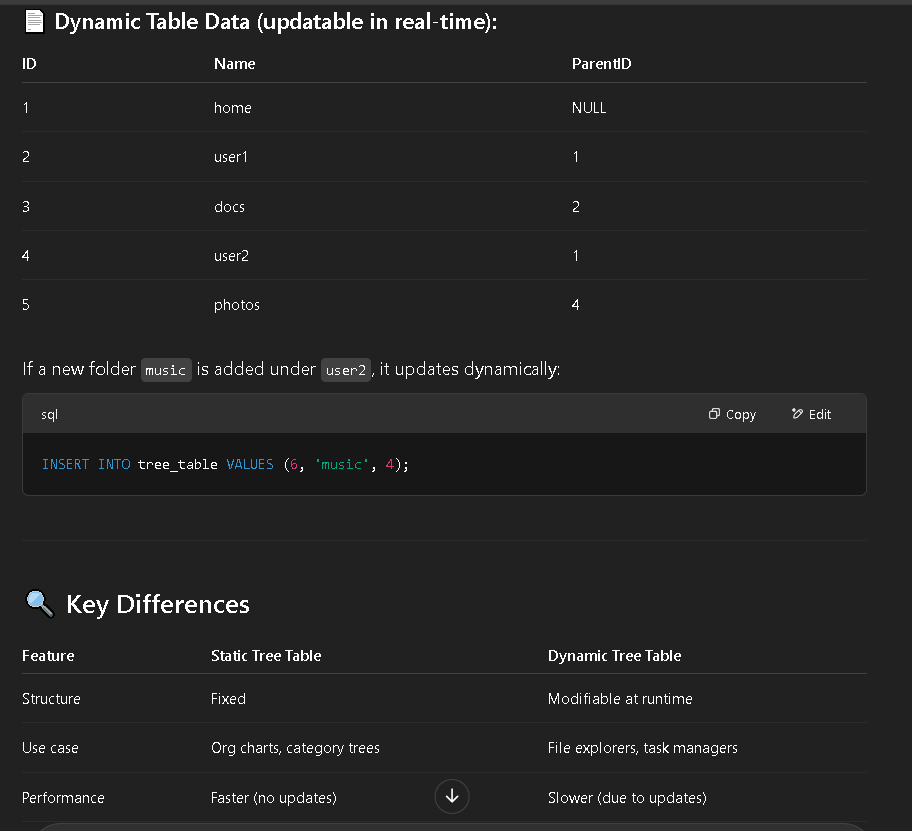 Dynamic Table Data (updatable in real-time):
ID Name ParentID
1 home NULL
2 user1 1
3 docs 2
4 user2 1
5 photos 4
If a new folder music is added under user2, it updates dynamically:
sql Copy Edit
INSERT INTO tree_table VALUES (6, 'music', 4);
Key Differences
Feature Static Tree Table Dynamic Tree Table
Structure Fixed Modifiable at runtime
Use case Org charts, category trees File explorers, task managers
Performance Faster (no updates) Slower (due to updates)